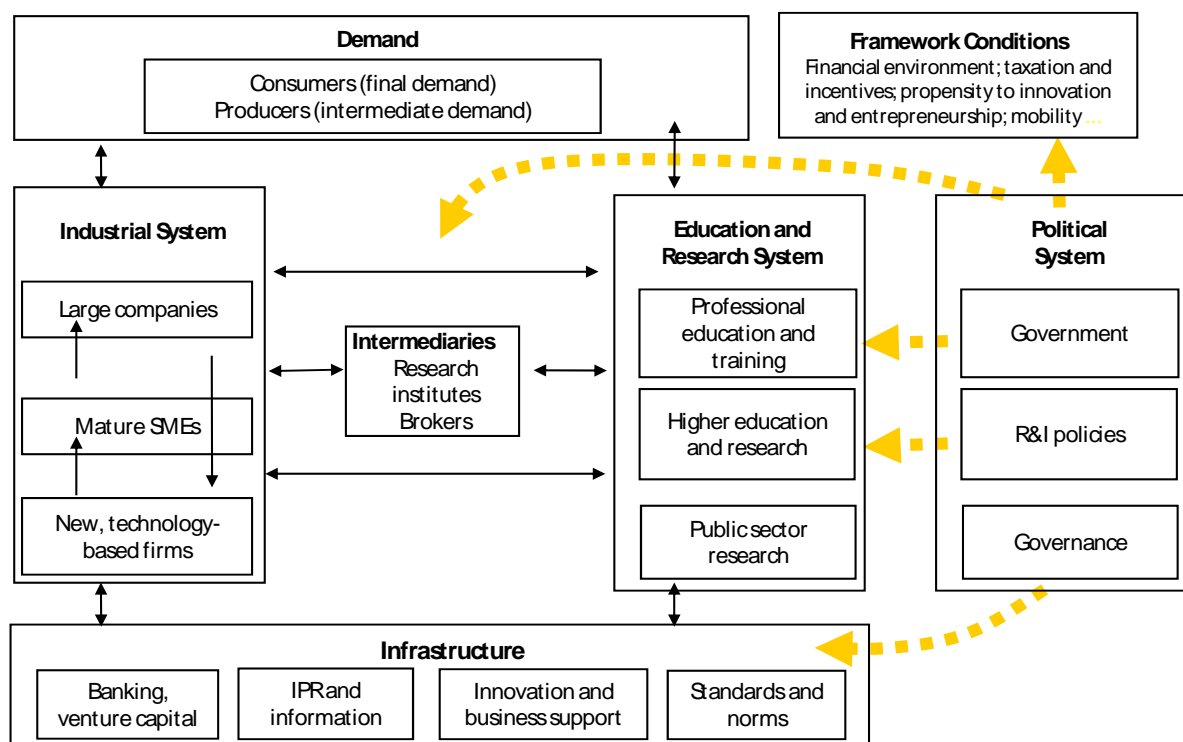 Demand
Consumers (final demand)
Producers (intermediate demand)
Framework Conditions
Financial environment; taxation and
incentives; propensity to innovation
and entrepreneurship; mobility ...
Industrial System
Large companies
Mature SMEs
New, technology-
based firms
Intermediaries
Research
institutes
Brokers
Education and
Research System
Professional
education and
training
Higher education
and research
Public sector
research
Political
System
Government
R&I policies
Governance
Infrastructure
Banking,
venture capital
IPR and
information
Innovation and
business support
Standards and
norms